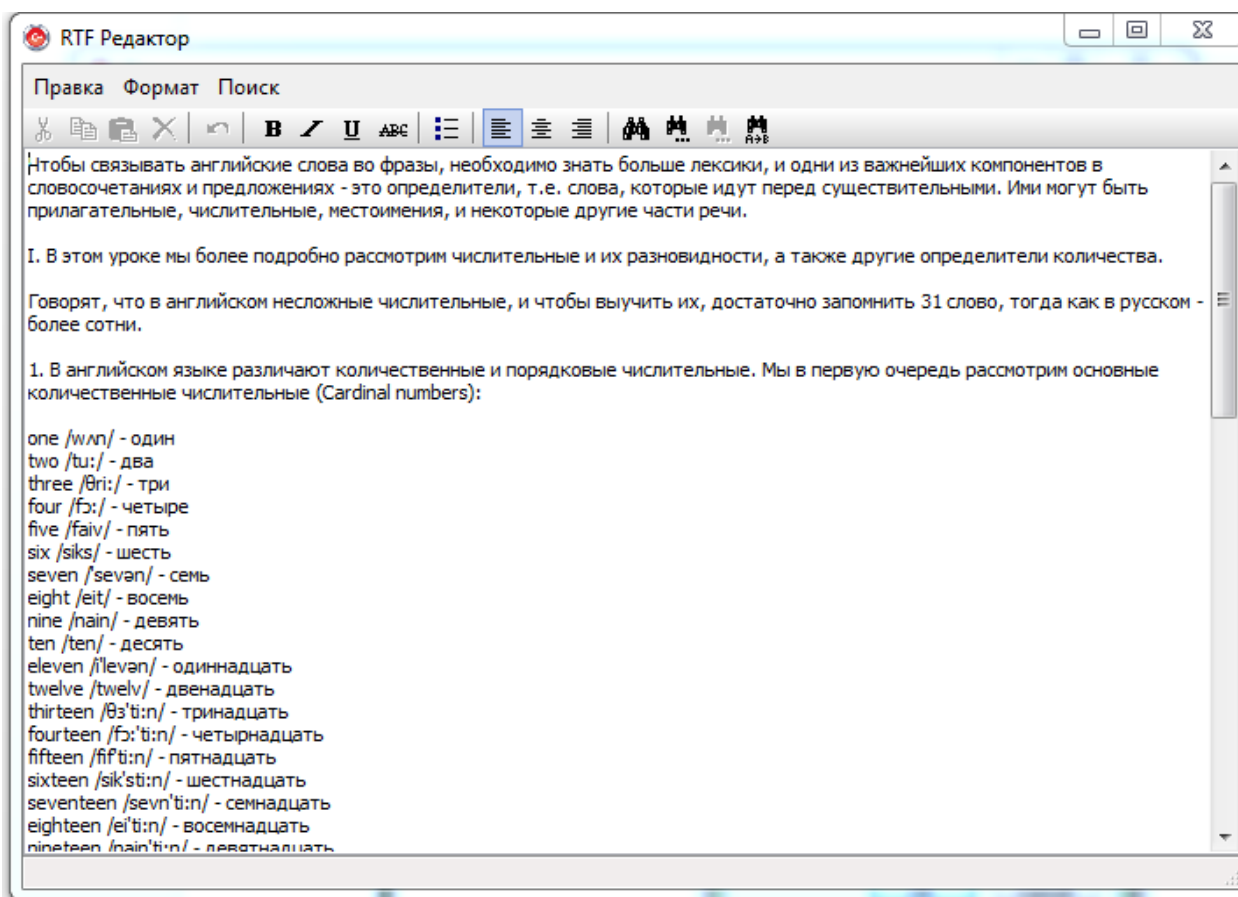 RTF Редактор
Правка Формат Поиск
B I U ABC A→B
Чтобы связывать английские слова во фразы, необходимо знать больше лексики, и одни из важнейших компонентов в
словосочетаниях и предложениях - это определители, т.е. слова, которые идут перед существительными. Ими могут быть
прилагательные, числительные, местоимения, и некоторые другие части речи.
I. В этом уроке мы более подробно рассмотрим числительные и их разновидности, а также другие определители количества.
Говорят, что в английском несложные числительные, и чтобы выучить их, достаточно запомнить 31 слово, тогда как в русском -
более сотни.
1. В английском языке различают количественные и порядковые числительные. Мы в первую очередь рассмотрим основные
количественные числительные (Cardinal numbers):
one /wʌn/ - один
two /tu:/ - два
three /θri:/ - три
four /fɔ:/ - четыре
five /faiv/ - пять
six /siks/ - шесть
seven /'sevən/ - семь
eight /eit/ - восемь
nine /nain/ - девять
ten /ten/ - десять
eleven /i'levən/ - одиннадцать
twelve /twelv/ - двенадцать
thirteen /θɜ'ti:n/ - тринадцать
fourteen /fɔ:'ti:n/ - четырнадцать
fifteen /fif'ti:n/ - пятнадцать
sixteen /sik'sti:n/ - шестнадцать
seventeen /sevn'ti:n/ - семнадцать
eighteen /ei'ti:n/ - восемнадцать
nineteen /nain'ti:n/ - девятнадцать